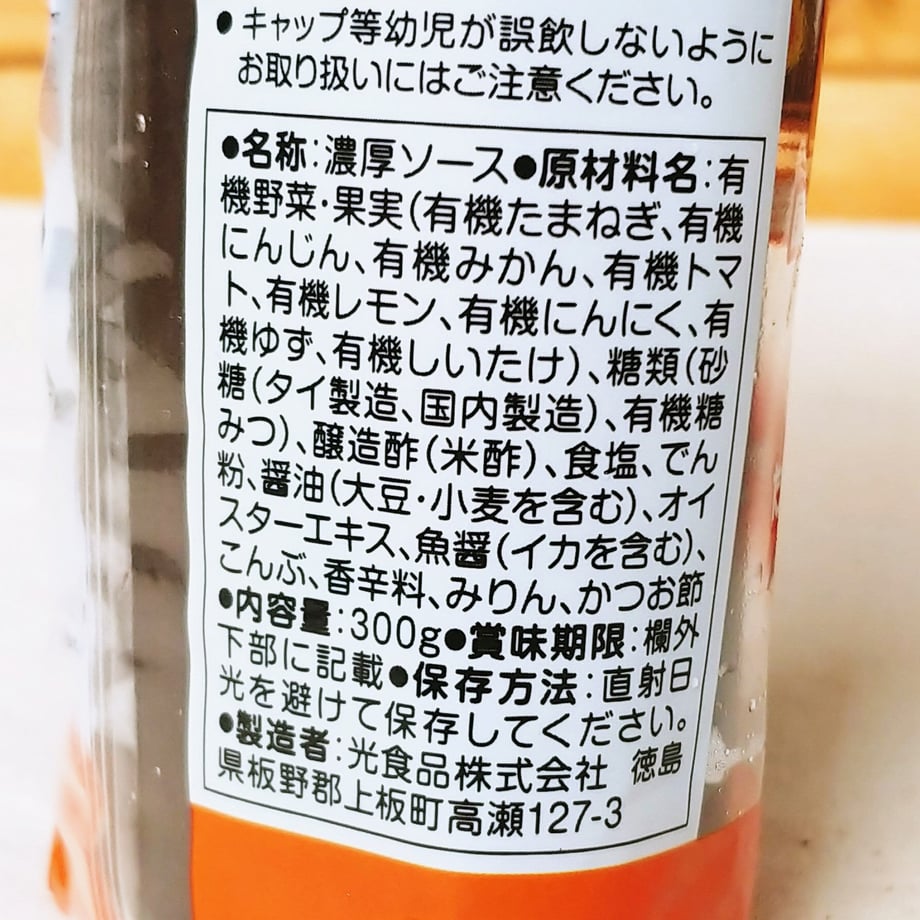 ●キャップ等幼児が誤飲しないように
お取り扱いにはご注意ください。
●名称:濃厚ソース●原材料名:有
機野菜・果実(有機たまねぎ、有機
にんじん、有機みかん、有機トマ
ト、有機レモン、有機にんにく、有
機ゆず、有機しいたけ)、糖類(砂
糖(タイ製造、国内製造)、有機糖
みつ)、醸造酢(米酢)、食塩、でん
粉、醤油(大豆・小麦を含む)、オイ
スターエキス、魚醤(イカを含む)、
こんぶ、香辛料、みりん、かつお節
●内容量:300g●賞味期限:欄外
下部に記載●保存方法:直射日
光を避けて保存してください。
●製造者:光食品株式会社 徳島
県板野郡上板町高瀬127-3